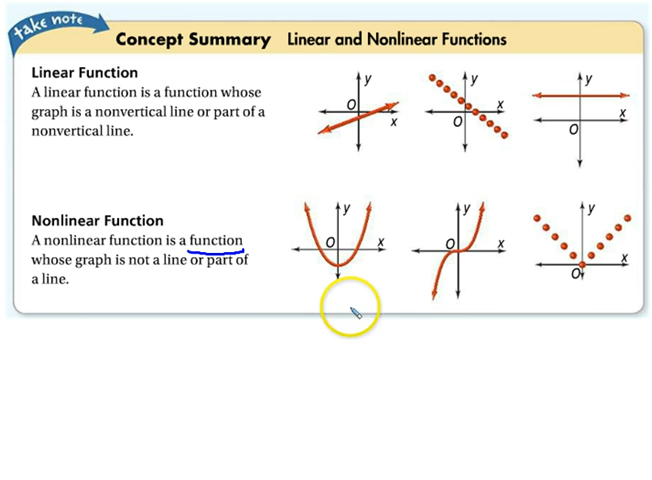 take note
Concept Summary Linear and Nonlinear Functions
Linear Function
A linear function is a function whose
graph is a nonvertical line or part of a
nonvertical line.
y
O
x
y
O
x
y
O
x
Nonlinear Function
A nonlinear function is a function
whose graph is not a line or part of
a line.
y
O
x
y
O
x
y
O
x